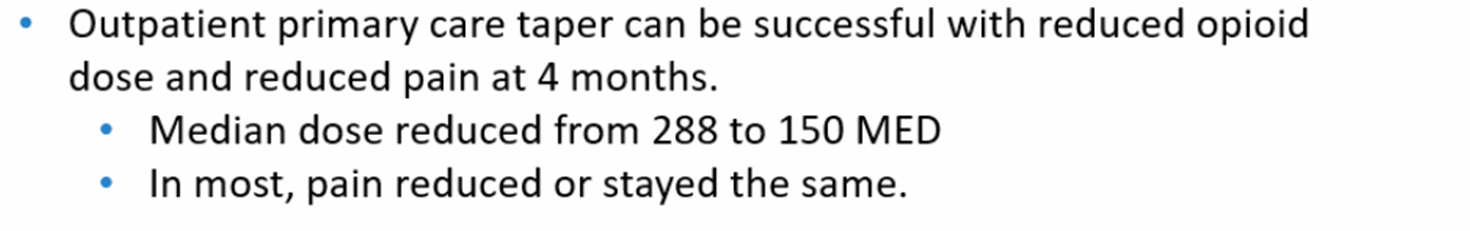 • Outpatient primary care taper can be successful with reduced opioid
dose and reduced pain at 4 months.
• Median dose reduced from 288 to 150 MED
• In most, pain reduced or stayed the same.